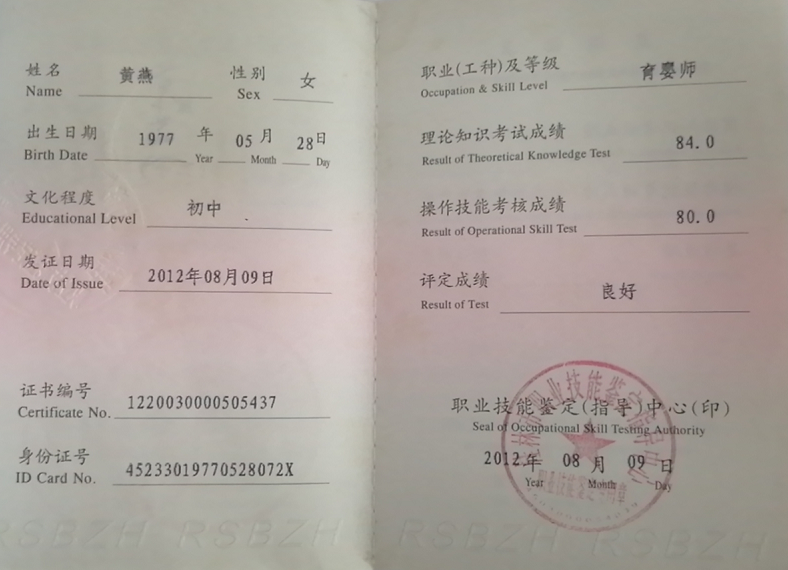 姓名 黄燕 性别 女
Name Sex
出生日期 1977 年 05 月 28 日
Birth Date Year Month Day
文化程度 初中
Educational Level
发证日期 2012年08月09日
Date of Issue
证书编号 1220030000505437
Certificate No.
身份证号 45233019770528072X
ID Card No.
职业(工种)及等级 育婴师
Occupation & Skill Level
理论知识考试成绩 84.0
Result of Theoretical Knowledge Test
操作技能考核成绩 80.0
Result of Operational Skill Test
评定成绩 良好
Result of Test
职业技能鉴定(指导)中心(印)
Seal of Occupational Skill Testing Authority
2012年 08 月 09 日
Year Month Day
RSBZH RSBZH RSBZH RSBZH